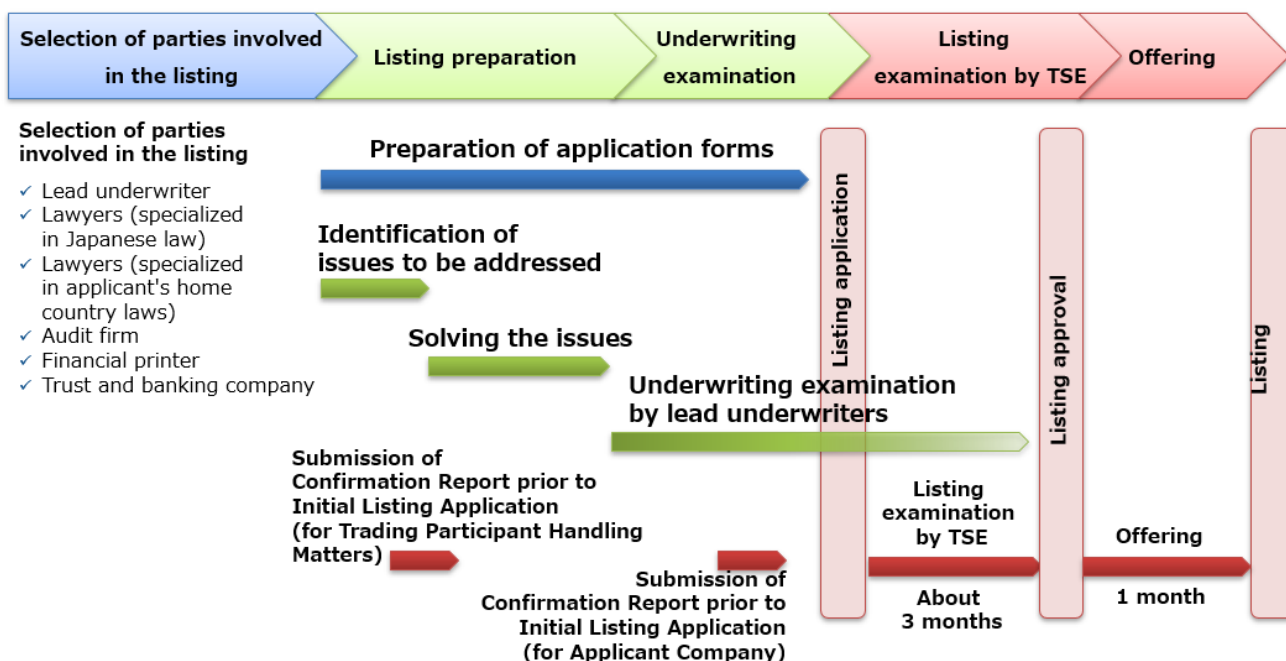 Selection of parties involved
in the listing
Listing preparation
Underwriting
examination
Listing
examination by TSE
Offering
Selection of parties
involved in the listing
✓ Lead underwriter
✓ Lawyers (specialized
in Japanese law)
✓ Lawyers (specialized
in applicant's home
country laws)
✓ Audit firm
✓ Financial printer
✓ Trust and banking company
Preparation of application forms
Identification of
issues to be addressed
Solving the issues
Underwriting examination
by lead underwriters
Submission of
Confirmation Report prior to
Initial Listing Application
(for Trading Participant Handling
Matters)
Submission of
Confirmation Report prior to
Initial Listing Application
(for Applicant Company)
Listing application
Listing
examination
by TSE
About
3 months
Listing approval
Offering
1 month
Listing